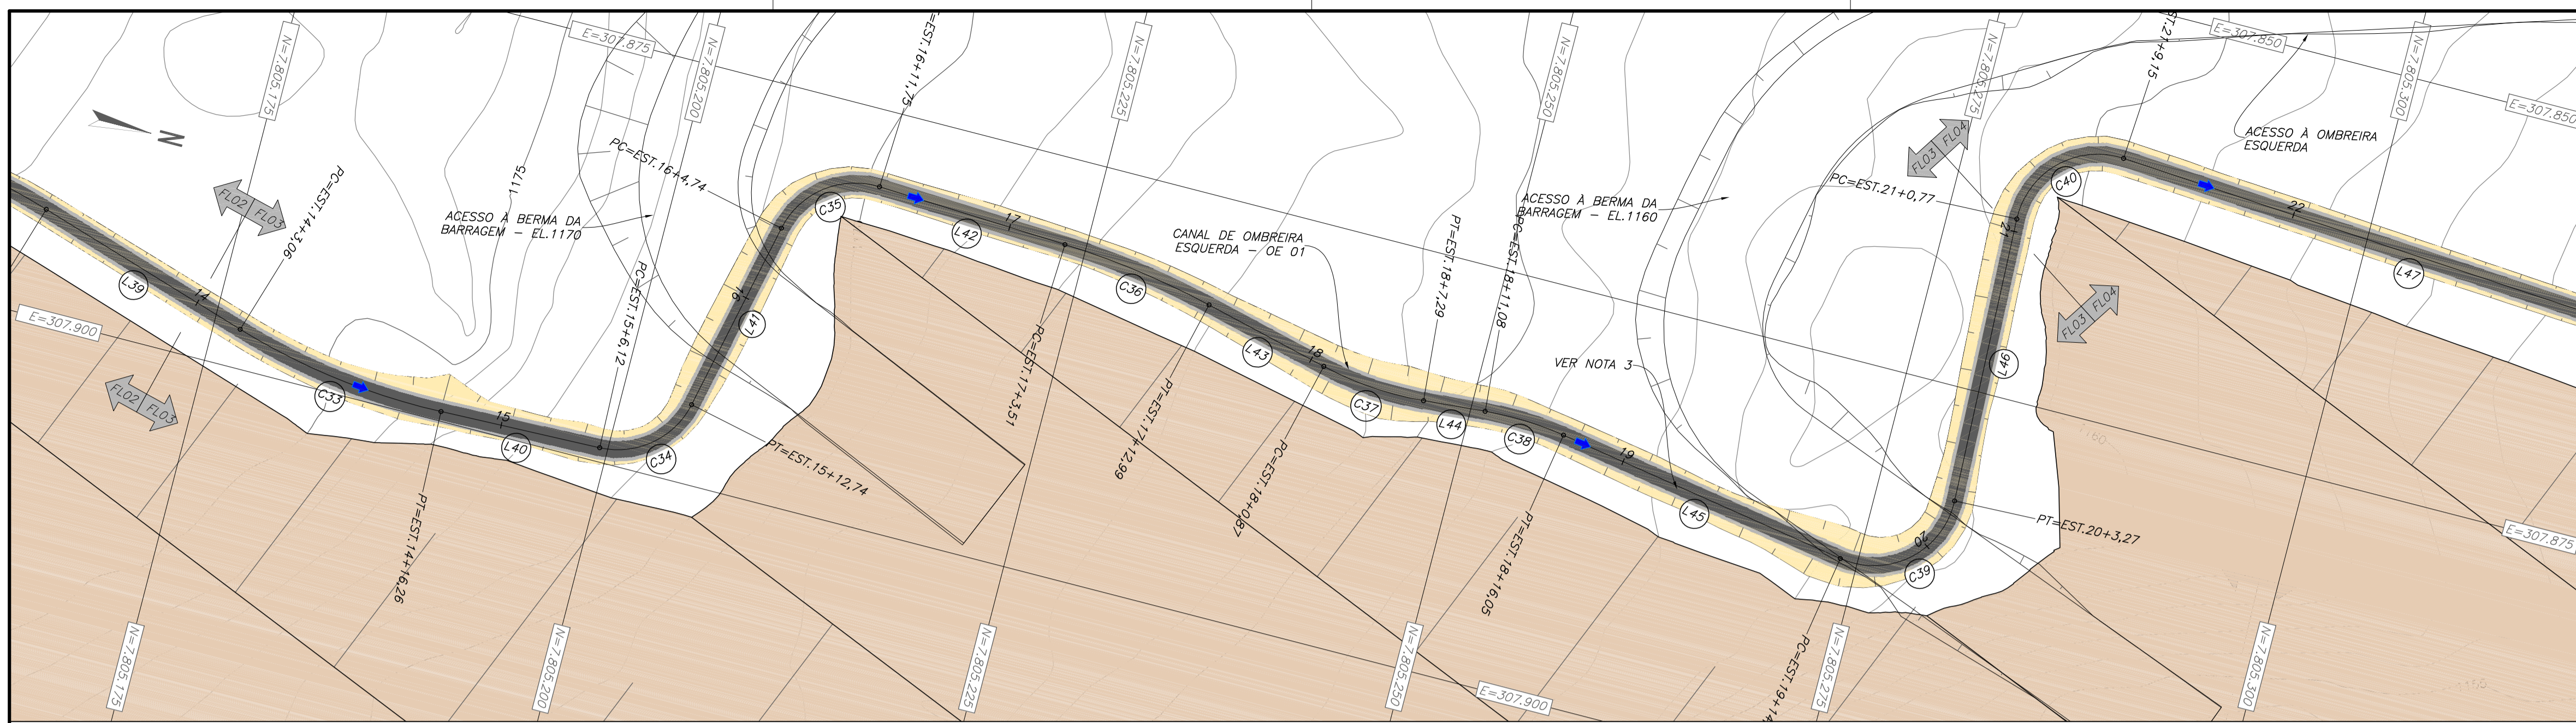 N=7.805.175
E=307.875
N=7.805.200
=EST.16+11,75
N=7.805.225
N=7.805.250
N=7.805.275
ST.21+9,15
E=307.850
N=7.805.300
E=307.850
N
FL02 FL03
PC=EST.14+3,06
1175
ACESSO À BERMA DA
BARRAGEM - EL.1170
PC=EST.16+4,74
C35
L42
17
C36
CANAL DE OMBREIRA
ESQUERDA - OE 01
PT=EST.18+7,29
PC=EST.18+11,08
ACESSO À BERMA DA
BARRAGEM - EL.1160
VER NOTA 3
FL03 FL04
PC=EST.21+0,77
C40
ACESSO À OMBREIRA
ESQUERDA
22
L47
21
L39
14
E=307.900
FL02 FL03
C33
15
L40
PC=EST.15+6,12
C34
16
L41
PT=EST.15+12,74
PT=EST.14+16,26
PC=EST.17+3,51
PT=EST.17+12,99
L43
18
C37
L44
C38
PC=EST.18+0,87
PT=EST.18+16,05
19
L45
20
C39
L46
FL03 FL04
PT=EST.20+3,27
1160
E=307.875
PC=EST.19+14
N=7.805.175
N=7.805.200
N=7.805.225
N=7.805.250
E=307.900
N=7.805.275
N=7.805.300